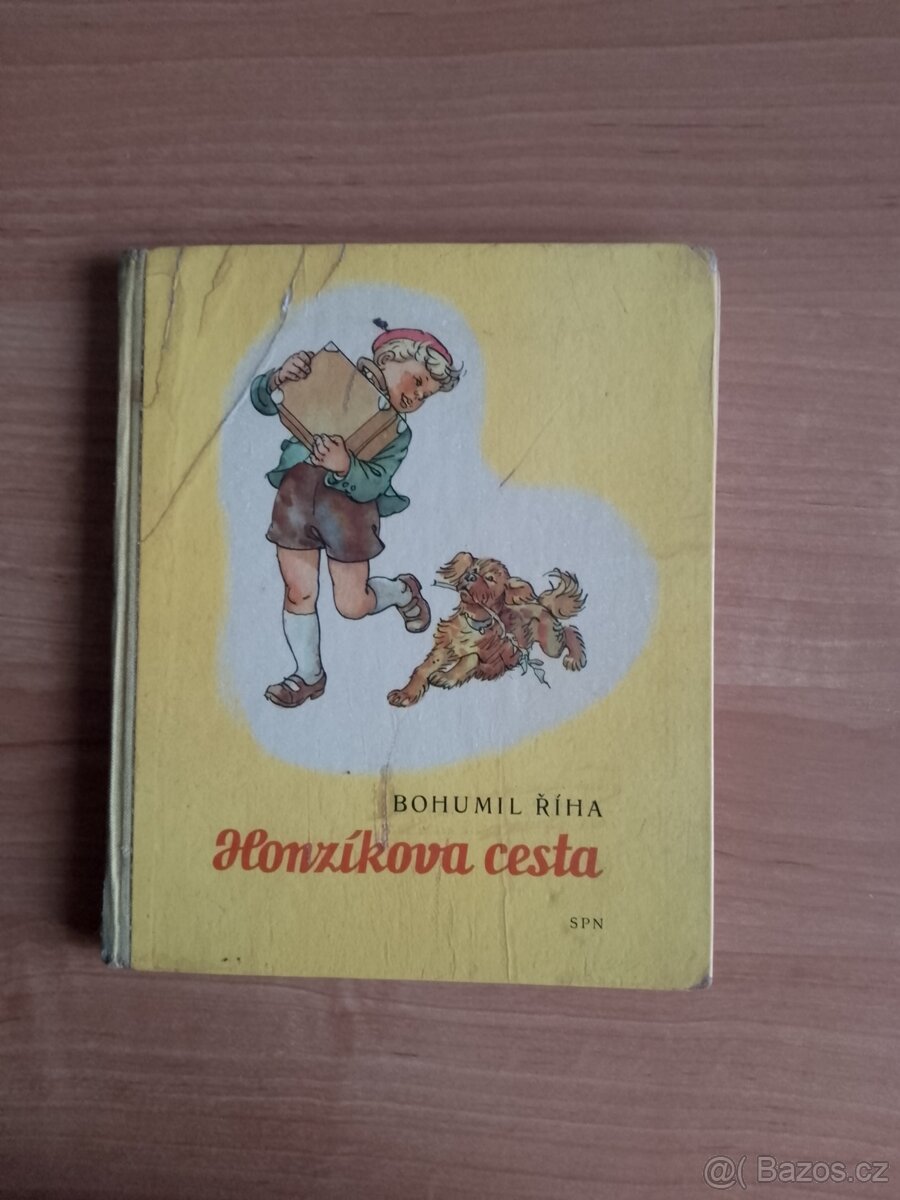 BOHUMIL ŘÍHA
Honzíkova cesta
SPN
@( Bazos.cz